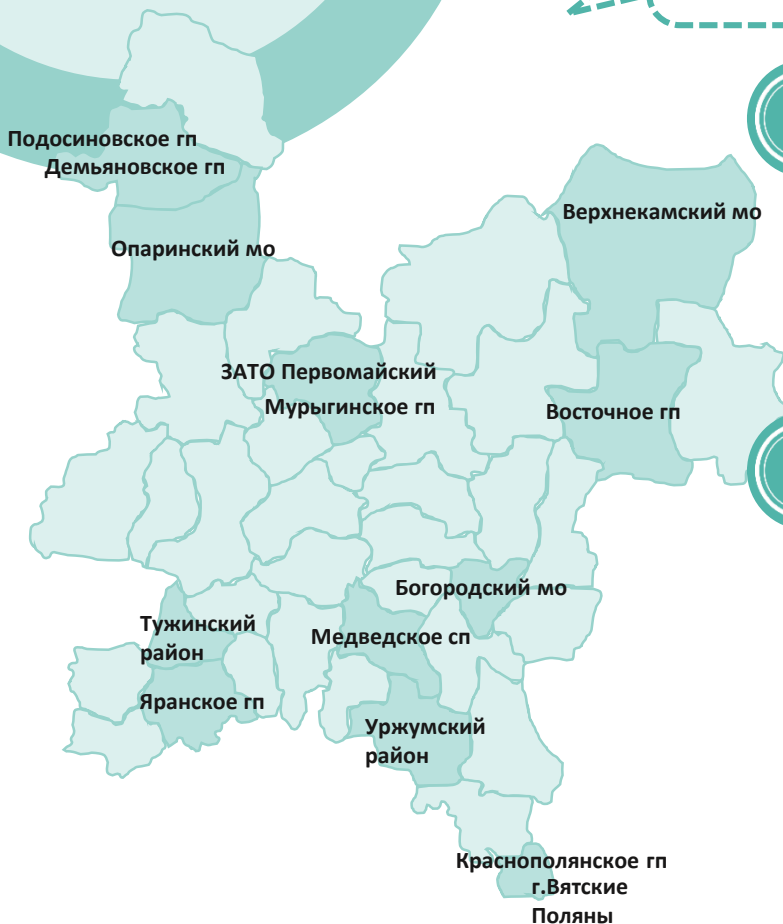 Подосиновское гп
Демьяновское гп
Верхнекамский мо
Опаринский мо
ЗАТО Первомайский
Мурыгинское гп
Восточное гп
Богородский мо
Тужинский
район
Медведское сп
Яранское гп
Уржумский
район
Краснополянское гп
г.Вятские
Поляны